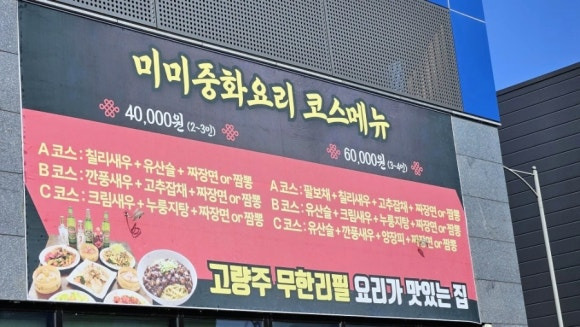 미미중화요리 코스메뉴
40,000원 (2~3인)
A코스 : 칠리새우 + 유산슬 + 짜장면 or 짬뽕
B코스 : 깐풍새우 + 고추잡채 + 짜장면 or 짬뽕
C코스 : 크림새우 + 누룽지탕 + 짜장면 or 짬뽕
60,000원 (3~4인)
A코스 : 팔보채 + 칠리새우 + 고추잡채 + 짜장면 or 짬뽕
B코스 : 유산슬 + 크림새우 + 누룽지탕 + 짜장면 or 짬뽕
C코스 : 유산슬 + 깐풍새우 + 양장피 + 짜장면 or 짬뽕
고량주 무한리필 요리가 맛있는 집